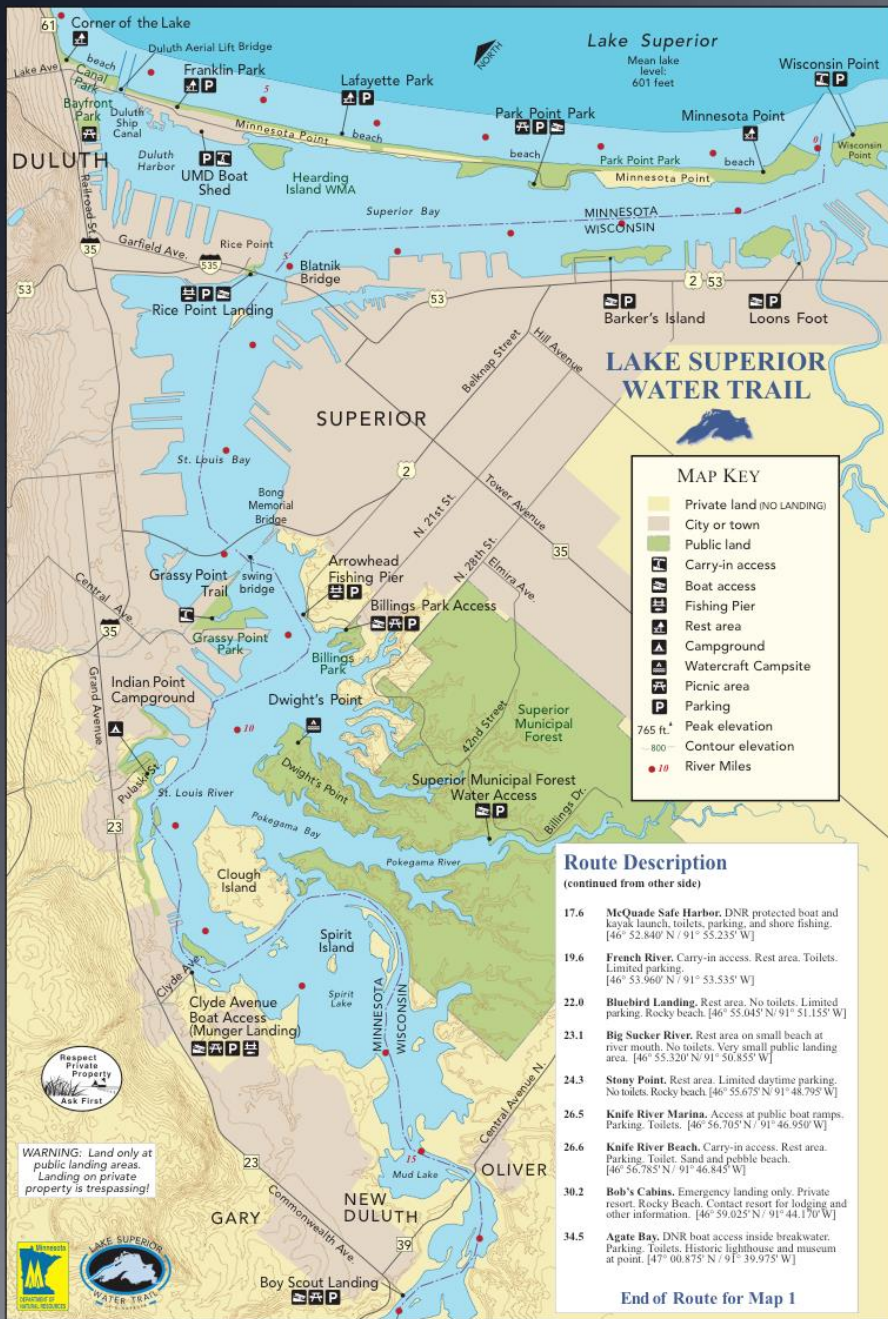 61
Corner of the Lake
Lake Ave.
beach
Canal
Park
Duluth Aerial Lift Bridge
Franklin Park
P
5
Lafayette Park
P
NORTH
Lake Superior
Mean lake
level:
601 feet
Wisconsin Point
P
Bayfront
Park
Duluth
Ship
Canal
Minnesota Point
beach
Park Point Park
P
Minnesota Point
0
beach
Park Point Park
beach
Wisconsin
Point
DULUTH
Duluth
Harbor
P
UMD Boat
Shed
Hearding
Island WMA
Minnesota Point
Railroad St.
Superior Bay
MINNESOTA
WISCONSIN
35
Garfield Ave.
535
Rice Point
5
Blatnik
Bridge
53
P
Rice Point Landing
53
2 53
P
Barker's Island
P
Loons Foot
Belknap Street
Hill Avenue
LAKE SUPERIOR
WATER TRAIL
SUPERIOR
St. Louis Bay
2
Bong
Memorial
Bridge
N. 21st St.
Tower Avenue
35
N. 28th St.
Elmira Ave.
MAP KEY
Private land (NO LANDING)
City or town
Public land
Carry-in access
Boat access
Fishing Pier
Rest area
Campground
Watercraft Campsite
Picnic area
P Parking
765 ft. Peak elevation
800 Contour elevation
10 River Miles
Grassy Point
Trail
swing
bridge
Arrowhead
Fishing Pier
P
Billings Park Access
P
Central Ave.
35
Grassy Point
Park
Billings
Park
Grand Avenue
Indian Point
Campground
Dwight's Point
10
42nd Street
Superior
Municipal
Forest
Pulaski St.
St. Louis River
Dwight's Point
Superior Municipal Forest
Water Access
P
Billings Dr.
23
Pokegama Bay
Pokegama River
Clough
Island
Spirit
Island
Spirit
Lake
Clyde Ave.
Clyde Avenue
Boat Access
(Munger Landing)
P
MINNESOTA
WISCONSIN
Central Avenue N.
15
Mud Lake
OLIVER
Respect
Private
Property
Ask First
WARNING: Land only at
public landing areas.
Landing on private
property is trespassing!
23
Commonwealth Ave.
GARY
NEW
DULUTH
39
Boy Scout Landing
P
Minnesota
DEPARTMENT OF
NATURAL RESOURCES
LAKE SUPERIOR
WATER TRAIL
Route Description
(continued from other side)
17.6 McQuade Safe Harbor. DNR protected boat and
kayak launch, toilets, parking, and shore fishing.
[46° 52.840' N / 91° 55.235' W]
19.6 French River. Carry-in access. Rest area. Toilets.
Limited parking.
[46° 53.960' N / 91° 53.535' W]
22.0 Bluebird Landing. Rest area. No toilets. Limited
parking. Rocky beach. [46° 55.045' N/ 91° 51.155' W]
23.1 Big Sucker River. Rest area on small beach at
river mouth. No toilets. Very small public landing
area. [46° 55.320' N/ 91° 50.855' W]
24.3 Stony Point. Rest area. Limited daytime parking.
No toilets. Rocky beach. [46° 55.675' N/ 91° 48.795' W]
26.5 Knife River Marina. Access at public boat ramps.
Parking. Toilets. [46° 56.705' N/ 91° 46.950' W]
26.6 Knife River Beach. Carry-in access. Rest area.
Parking. Toilet. Sand and pebble beach.
[46° 56.785' N/ 91° 46.845' W]
30.2 Bob's Cabins. Emergency landing only. Private
resort. Rocky Beach. Contact resort for lodging and
other information. [46° 59.025' N/ 91° 44.170' W]
34.5 Agate Bay. DNR boat access inside breakwater.
Parking. Toilets. Historic lighthouse and museum
at point. [47° 00.875' N / 91° 39.975' W]
End of Route for Map 1